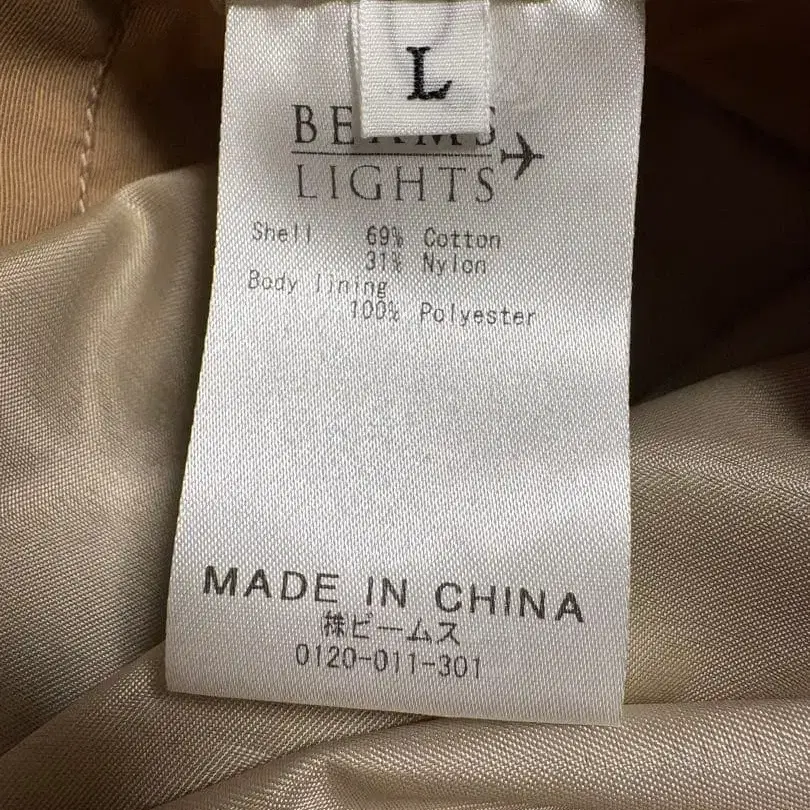 L
BEAMS
LIGHTS
Shell 69% Cotton
31% Nylon
Body lining
100% Polyester
MADE IN CHINA
㈱ビームス
0120-011-301